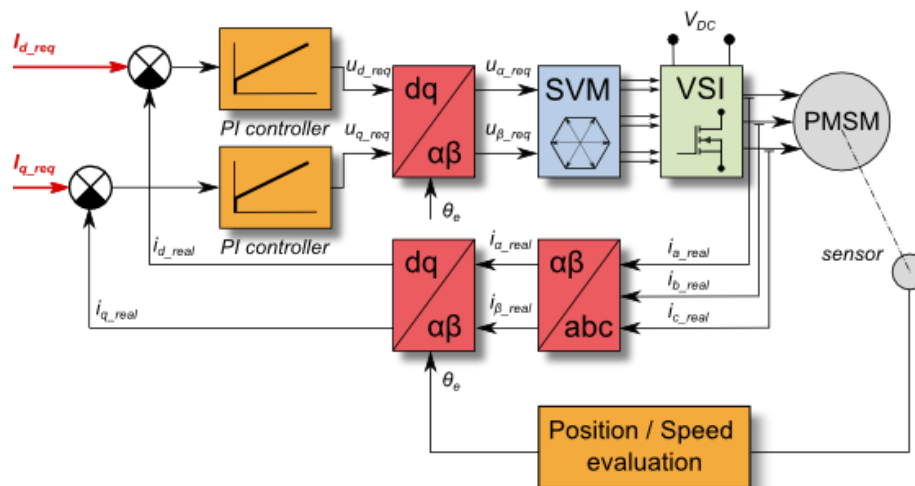 I_d_req
V_DC
u_d_req
u_α_req
dq
αβ
SVM
VSI
PMSM
PI controller
u_q_req
u_β_req
I_q_req
θ_e
PI controller
i_d_real
i_α_real
i_a_real
sensor
dq
αβ
αβ
abc
i_b_real
i_q_real
i_β_real
i_c_real
θ_e
Position / Speed
evaluation